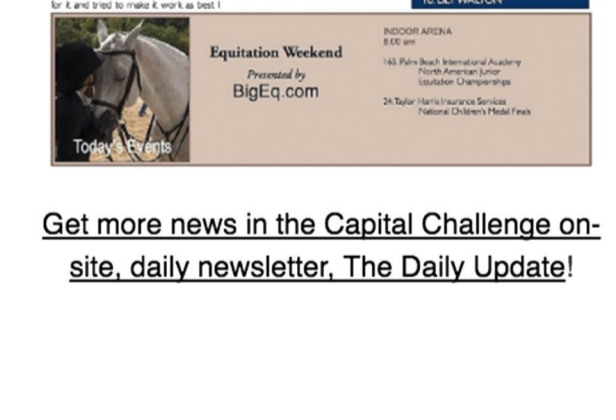 for it and tried to make it work as best I
Equitation Weekend
Presented by
BigEq.com
Today's Events
INDOOR ARENA
8:00 am
165. Palm Beach International Academy
North American Junior
Equitation Championships
24. Taylor Harris Insurance Services
National Children's Medal Finals
Get more news in the Capital Challenge on-
site, daily newsletter, The Daily Update!